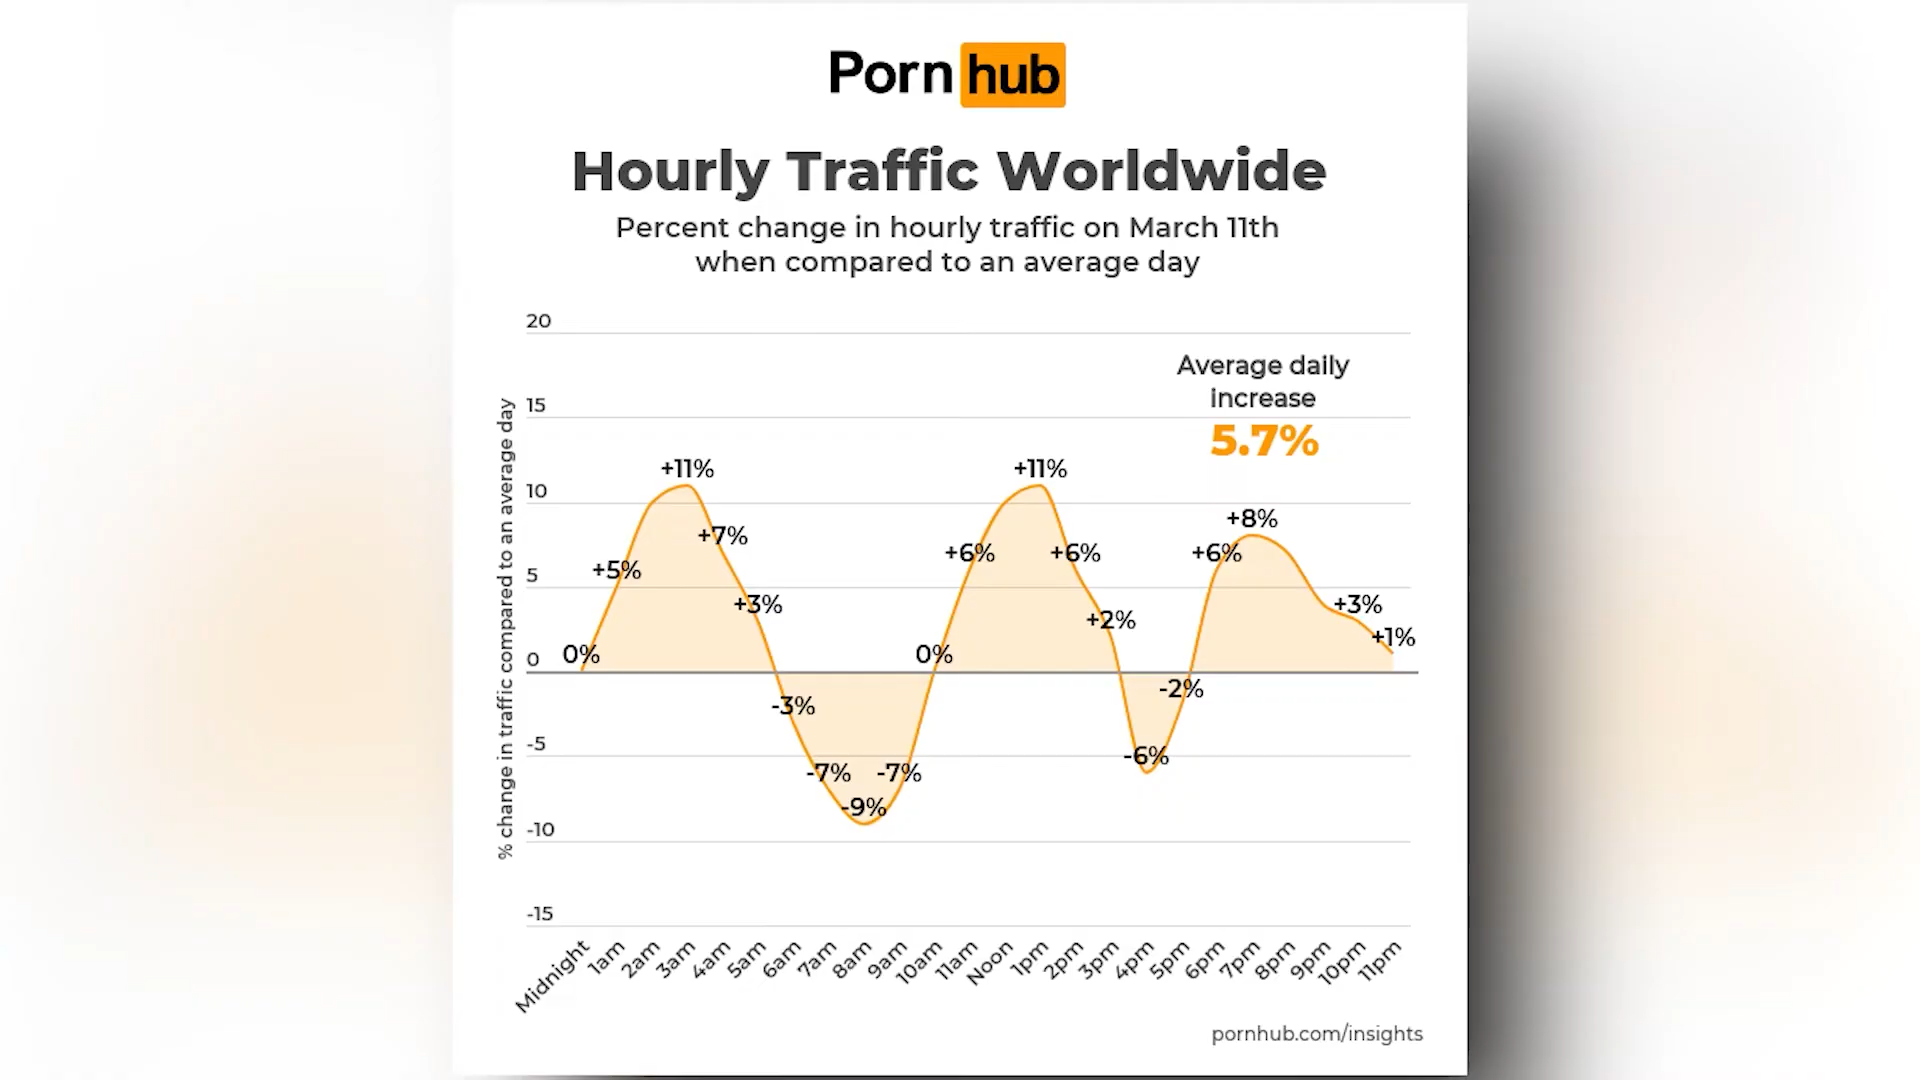 Pornhub
Hourly Traffic Worldwide
Percent change in hourly traffic on March 11th
when compared to an average day
% change in traffic compared to an average day
20
15
10
5
0
-5
-10
-15
Average daily
increase
5.7%
0%
+5%
+11%
+7%
+3%
-3%
-7%
-9%
-7%
0%
+6%
+11%
+6%
+2%
-6%
-2%
+6%
+8%
+3%
+1%
Midnight
1am
2am
3am
4am
5am
6am
7am
8am
9am
10am
11am
Noon
1pm
2pm
3pm
4pm
5pm
6pm
7pm
8pm
9pm
10pm
11pm
pornhub.com/insights